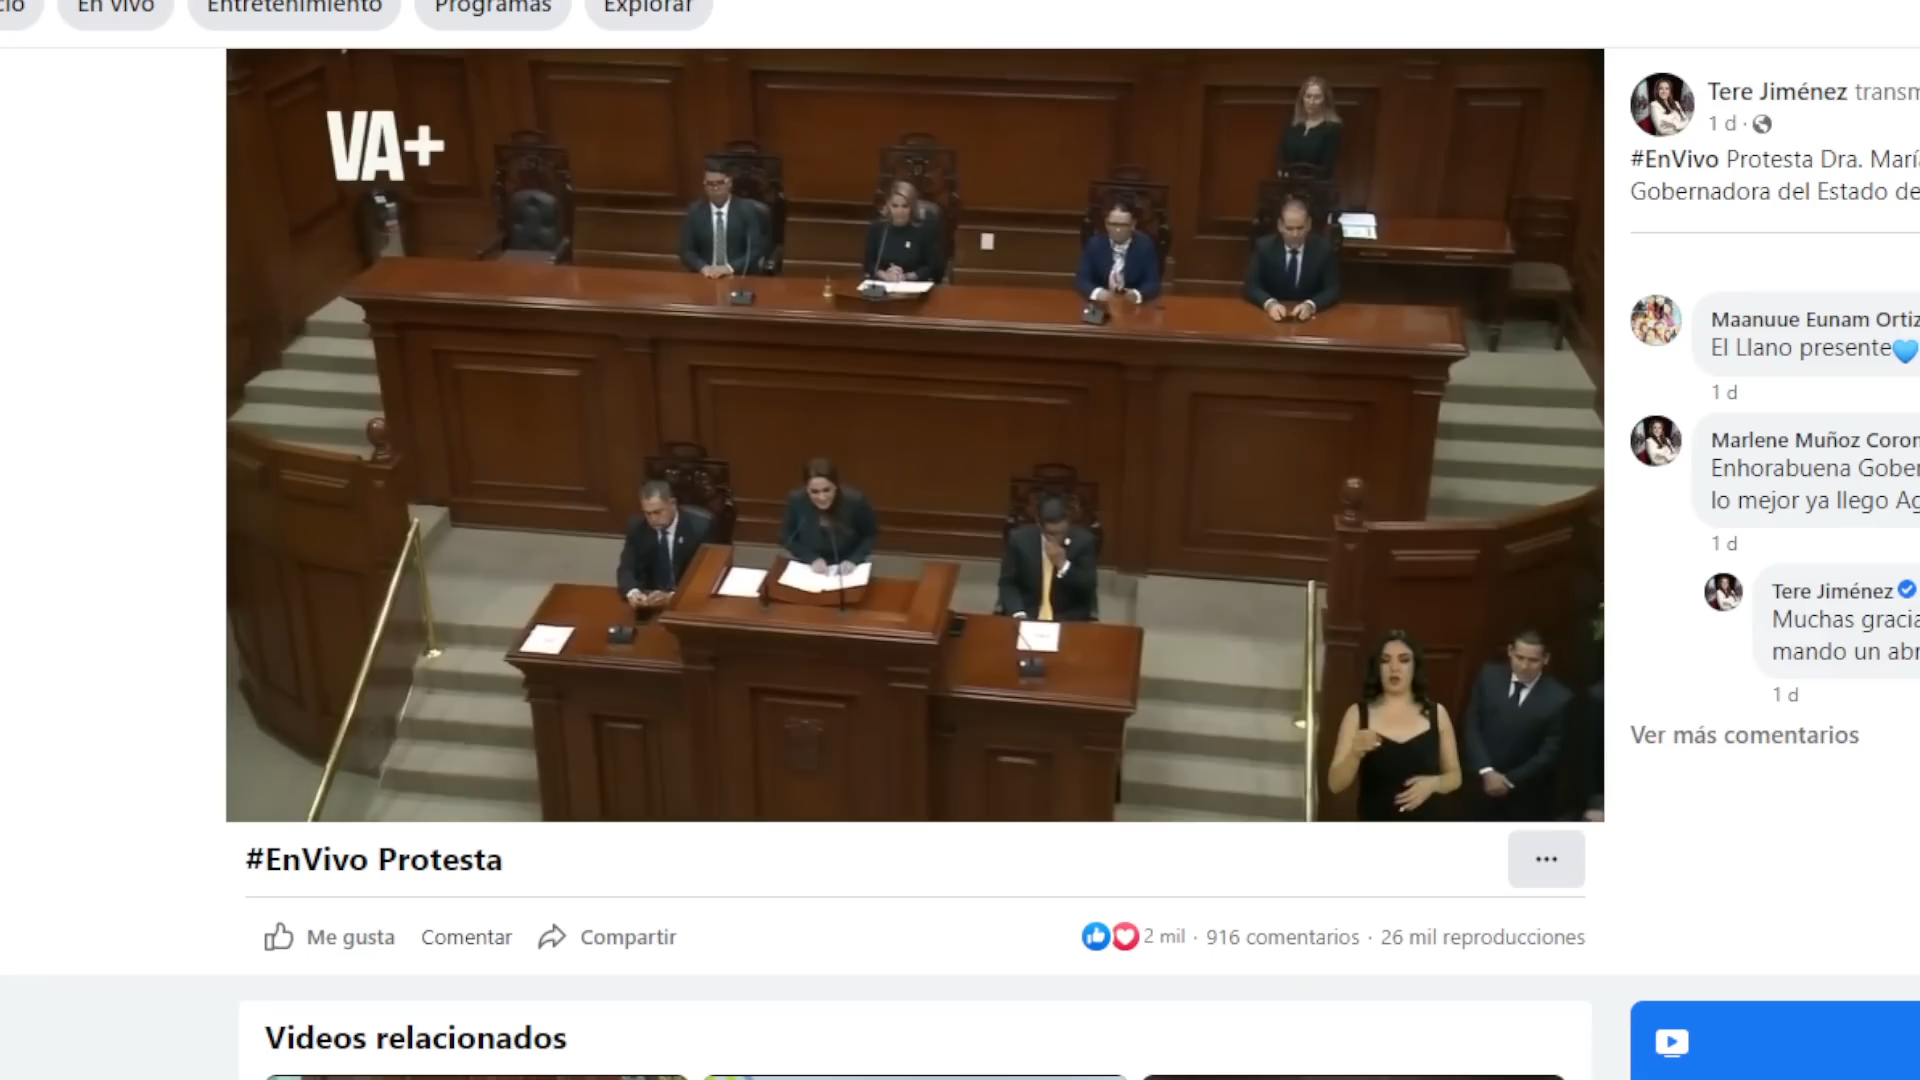 En vivo
Entretenimiento
Programas
Explorar
VA+
Tere Jiménez
1 d
#EnVivo Protesta Dra.
Gobernadora del Estado
Maanuue Eunam
El Llano presente
1 d
Marlene Muñoz
Enhorabuena
lo mejor ya llego
1 d
Tere Jiménez
Muchas
mando un
1 d
Ver más comentarios
#EnVivo Protesta
...
Me gusta
Comentar
Compartir
2 mil · 916 comentarios · 26 mil reproducciones
Videos relacionados